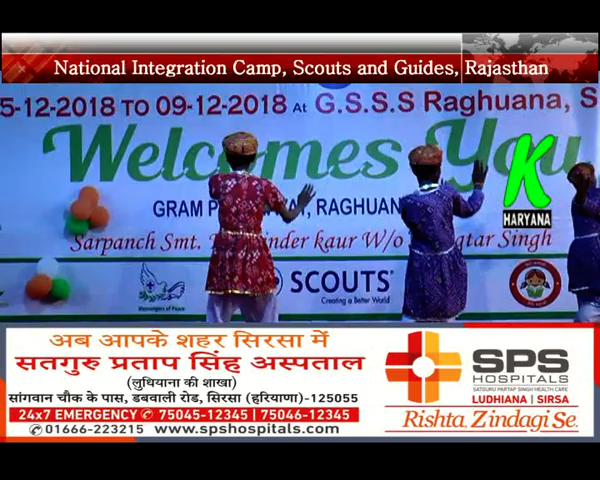 National Integration Camp, Scouts and Guides, Rajasthan
5-12-2018 TO 09-12-2018 At G.S.S.S Raghuana, S
Welcomes You
GRAM RAGHUAN
Sarpanch Smt. kaur W/o Singh
K
HARYANA
Messengers of Peace
SCOUTS
Creating a Better World
अब आपके शहर सिरसा में
सतगुरु प्रताप सिंह अस्पताल
(लुधियाना की शाखा)
सांगवान चौक के पास, डबवाली रोड, सिरसा (हरियाणा)-125055
24x7 EMERGENCY 75045-12345 | 75046-12345
01666-223215 www.spshospitals.com
SPS
HOSPITALS
SATGURU PARTAP SINGH HEALTH CARE
LUDHIANA | SIRSA
Rishta, Zindagi Se.